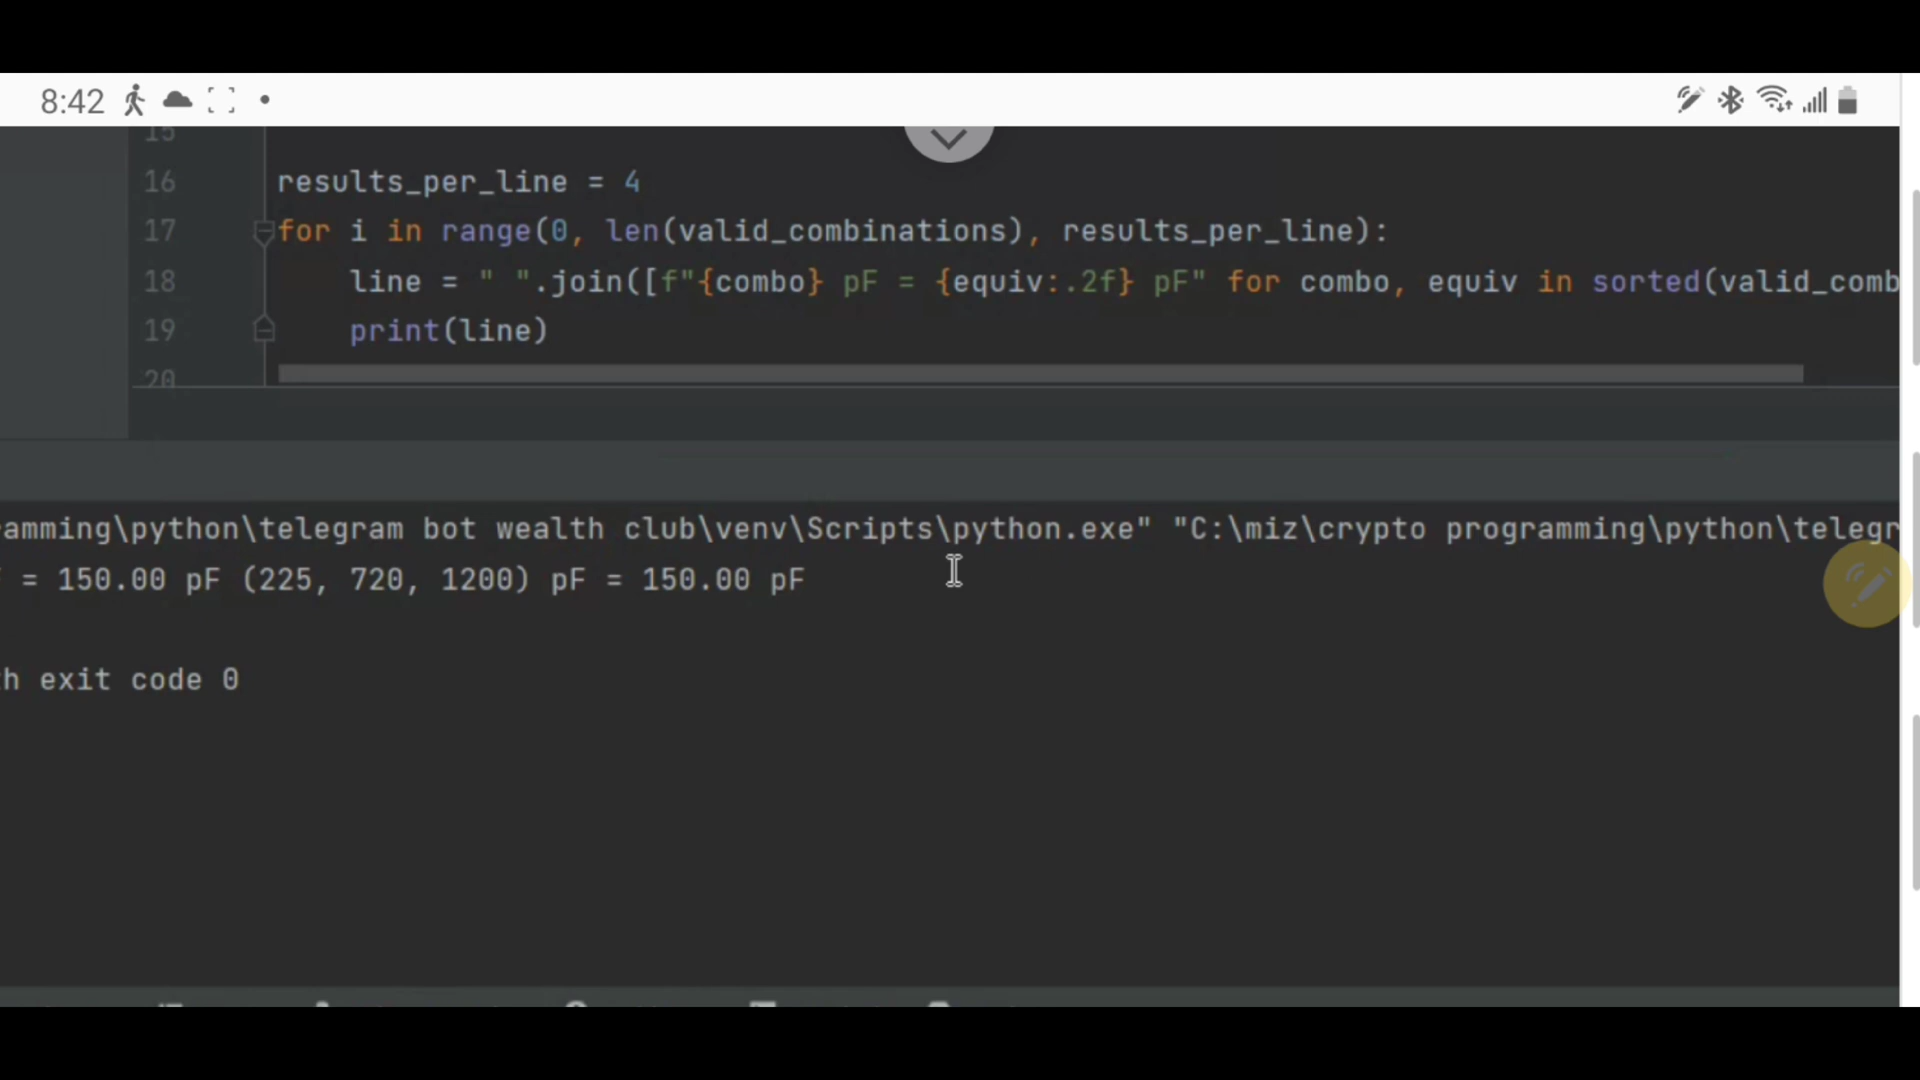 8:42
15
16 results_per_line = 4
17 for i in range(0, len(valid_combinations), results_per_line):
18 line = " ".join([f"{combo} pF = {equiv:.2f} pF" for combo, equiv in sorted(valid_comb
19 print(line)
20
amming\python\telegram bot wealth club\venv\Scripts\python.exe" "C:\miz\crypto programming\python\telegr
= 150.00 pF (225, 720, 1200) pF = 150.00 pF
th exit code 0